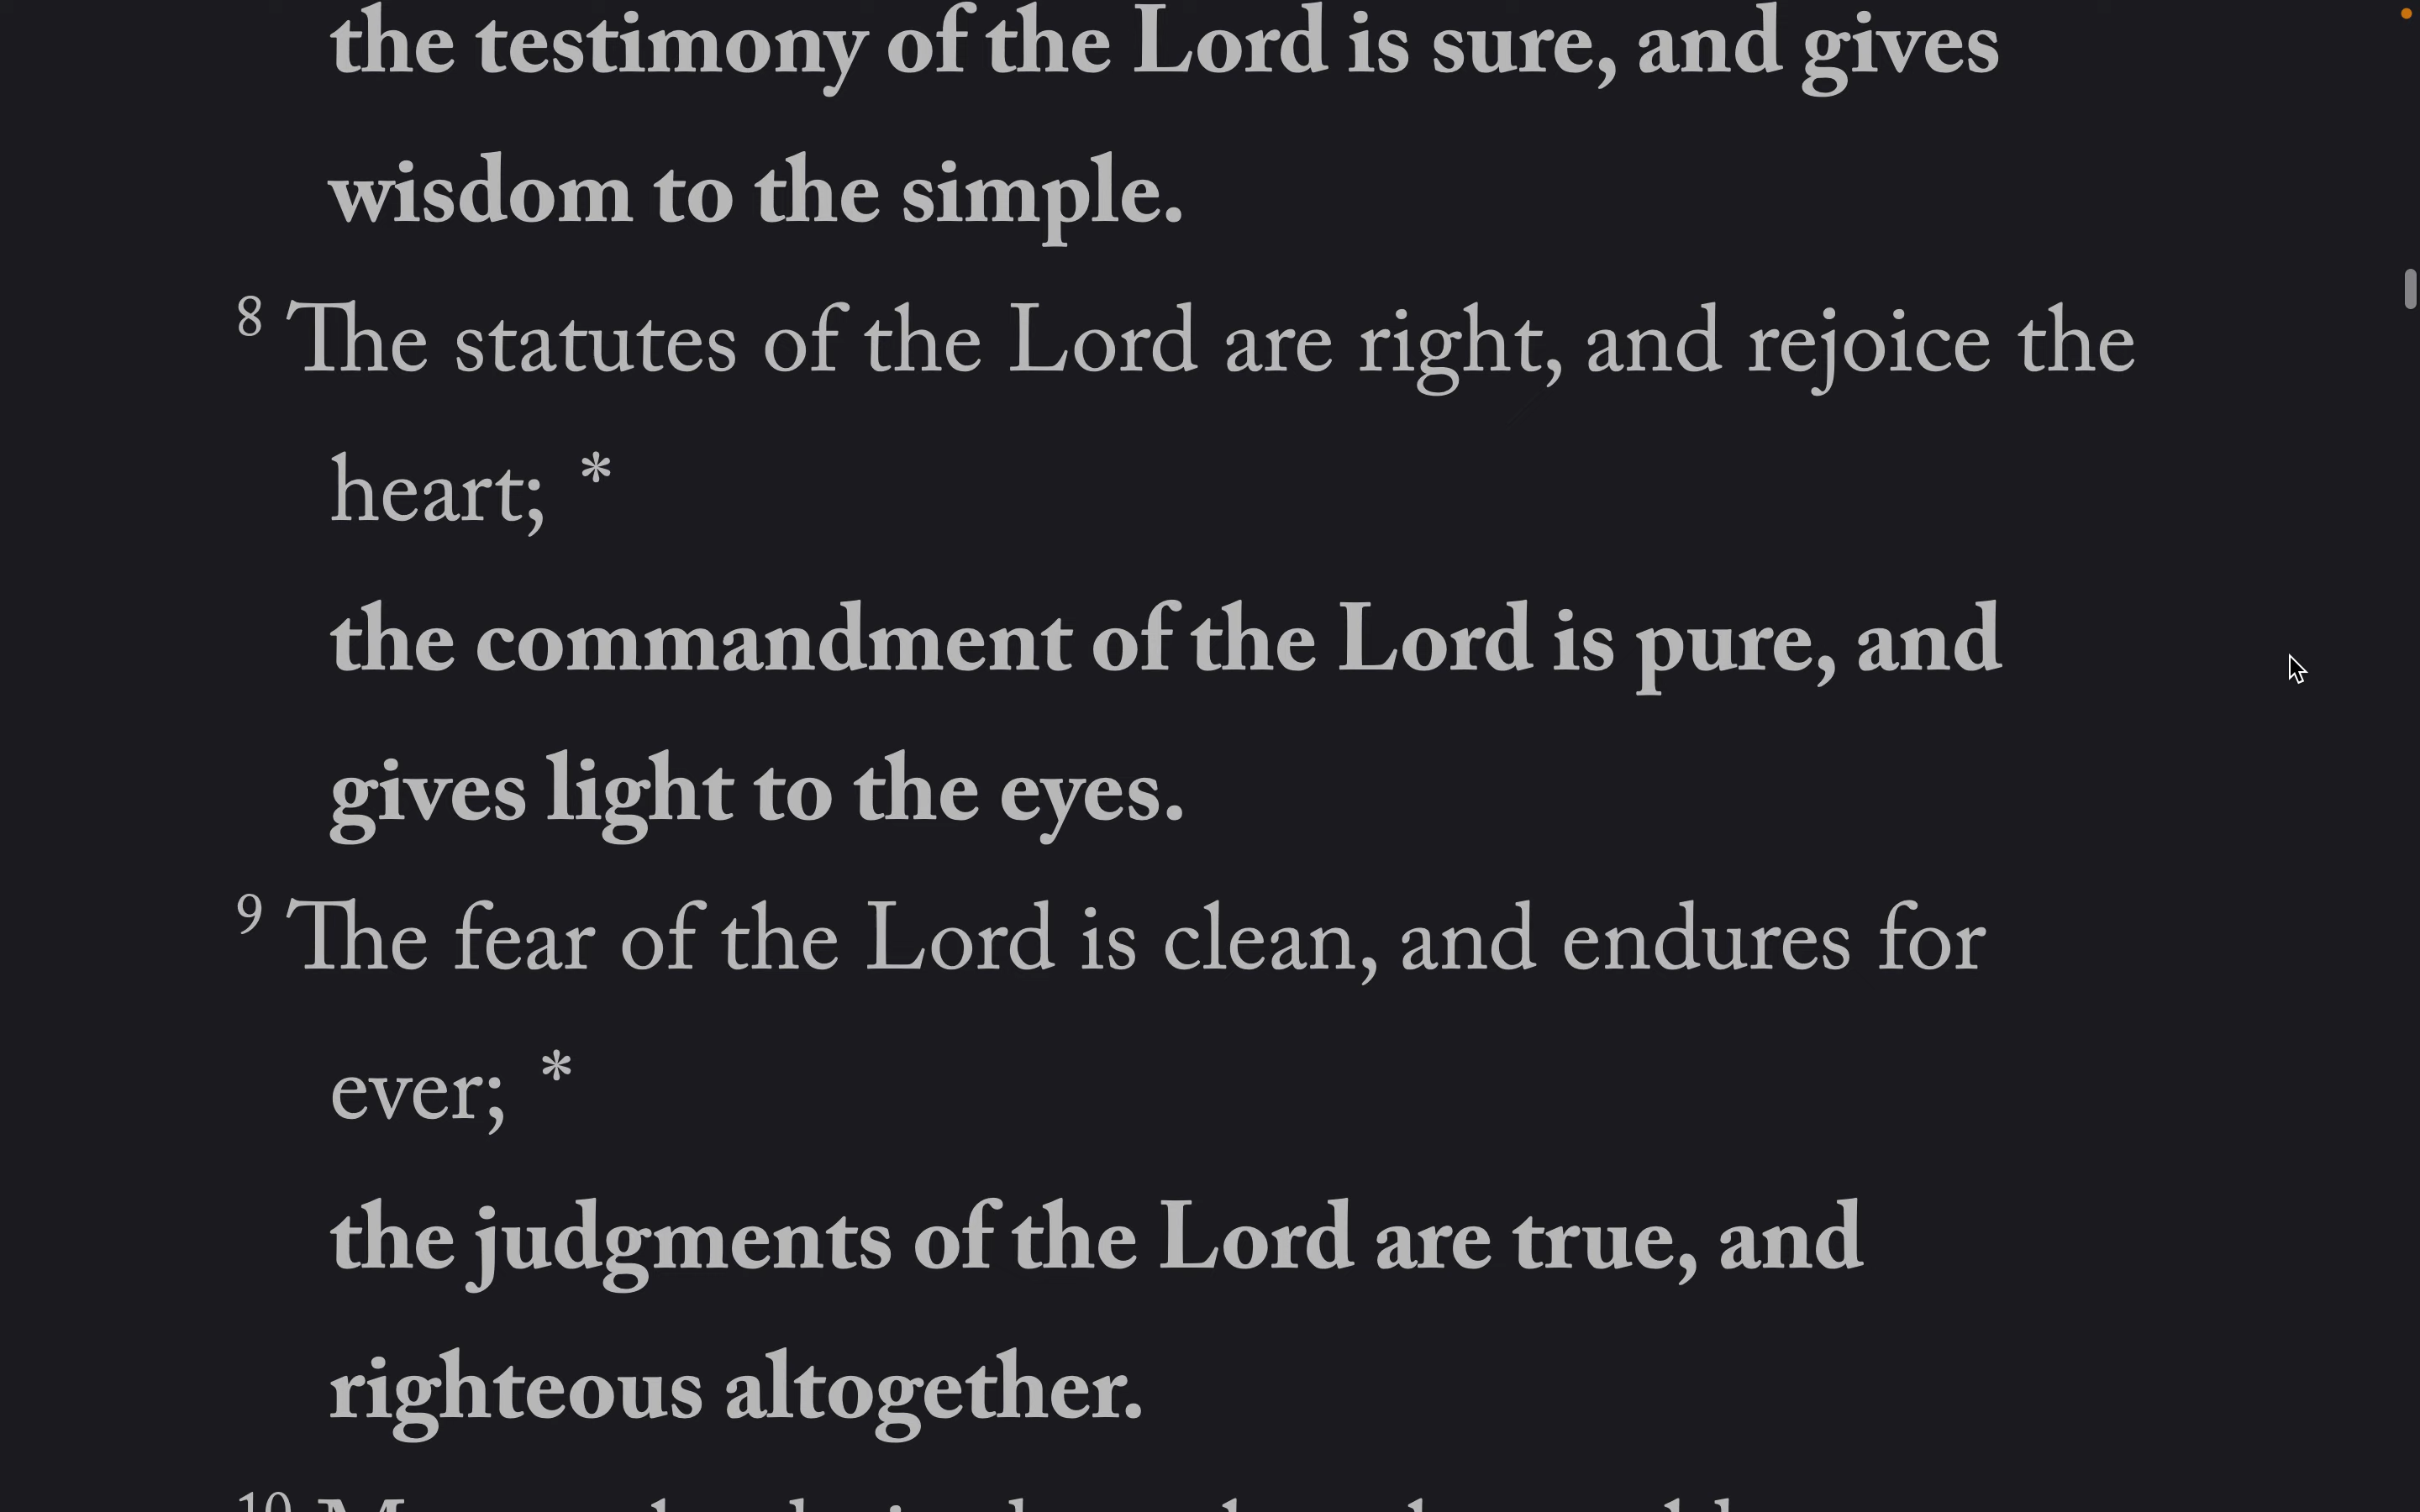 the testimony of the Lord is sure, and gives
wisdom to the simple.
8 The statutes of the Lord are right, and rejoice the
heart; *
the commandment of the Lord is pure, and
gives light to the eyes.
9 The fear of the Lord is clean, and endures for
ever; *
the judgments of the Lord are true, and
righteous altogether.
10